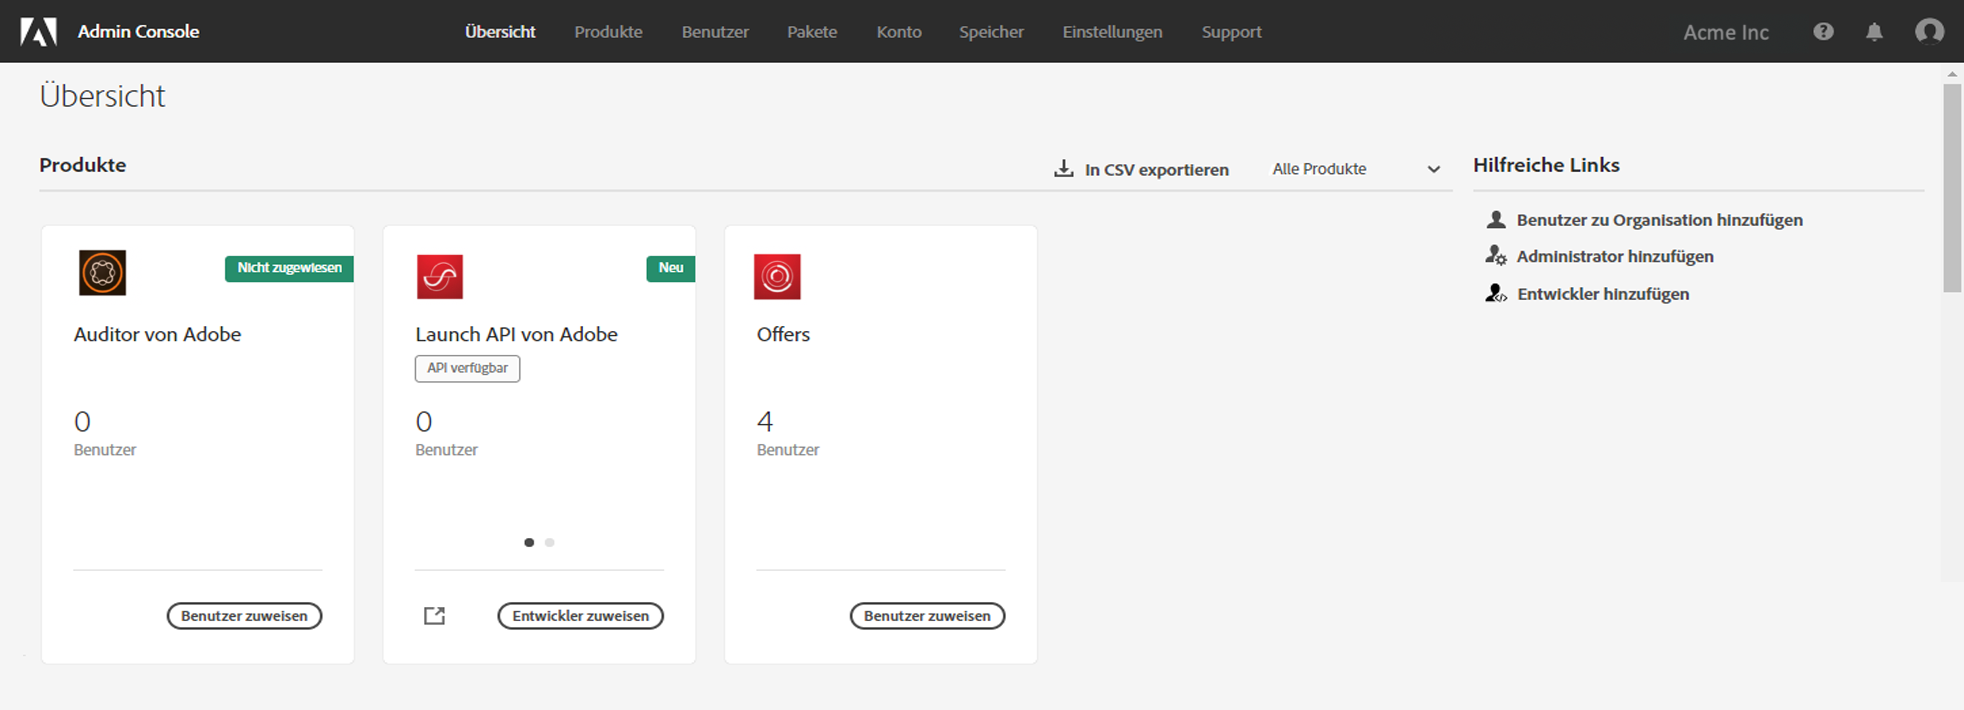 Admin Console
Übersicht Produkte Benutzer Pakete Konto Speicher Einstellungen Support
Acme Inc
Übersicht
Produkte
In CSV exportieren
Alle Produkte
Nicht zugewiesen
Auditor von Adobe
0
Benutzer
Benutzer zuweisen
Neu
Launch API von Adobe
API verfügbar
0
Benutzer
Entwickler zuweisen
Offers
4
Benutzer
Benutzer zuweisen
Hilfreiche Links
Benutzer zu Organisation hinzufügen
Administrator hinzufügen
Entwickler hinzufügen